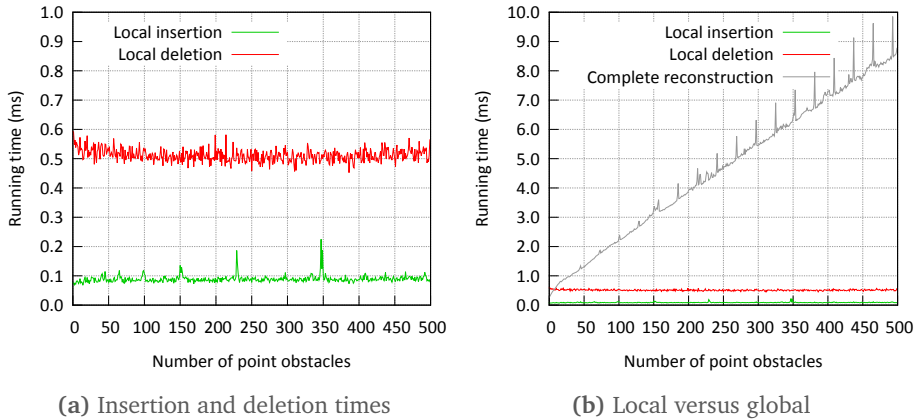 1.0
0.9
0.8
0.7
0.6
0.5
0.4
0.3
0.2
0.1
0.0
0 50 100 150 200 250 300 350 400 450 500
Running time (ms)
Number of point obstacles
Local insertion
Local deletion
(a) Insertion and deletion times
10.0
9.0
8.0
7.0
6.0
5.0
4.0
3.0
2.0
1.0
0.0
0 50 100 150 200 250 300 350 400 450 500
Running time (ms)
Number of point obstacles
Local insertion
Local deletion
Complete reconstruction
(b) Local versus global